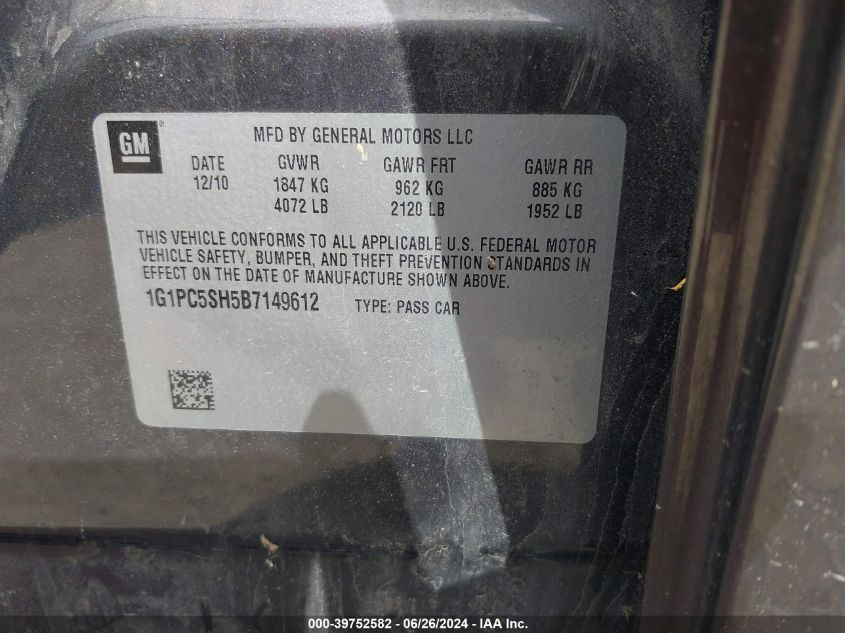 GM
MFD BY GENERAL MOTORS LLC
DATE GVWR GAWR FRT GAWR RR
12/10 1847 KG 962 KG 885 KG
4072 LB 2120 LB 1952 LB
THIS VEHICLE CONFORMS TO ALL APPLICABLE U.S. FEDERAL MOTOR
VEHICLE SAFETY, BUMPER, AND THEFT PREVENTION STANDARDS IN
EFFECT ON THE DATE OF MANUFACTURE SHOWN ABOVE.
1G1PC5SH5B7149612 TYPE: PASS CAR
000-39752582 - 06/26/2024 - IAA Inc.